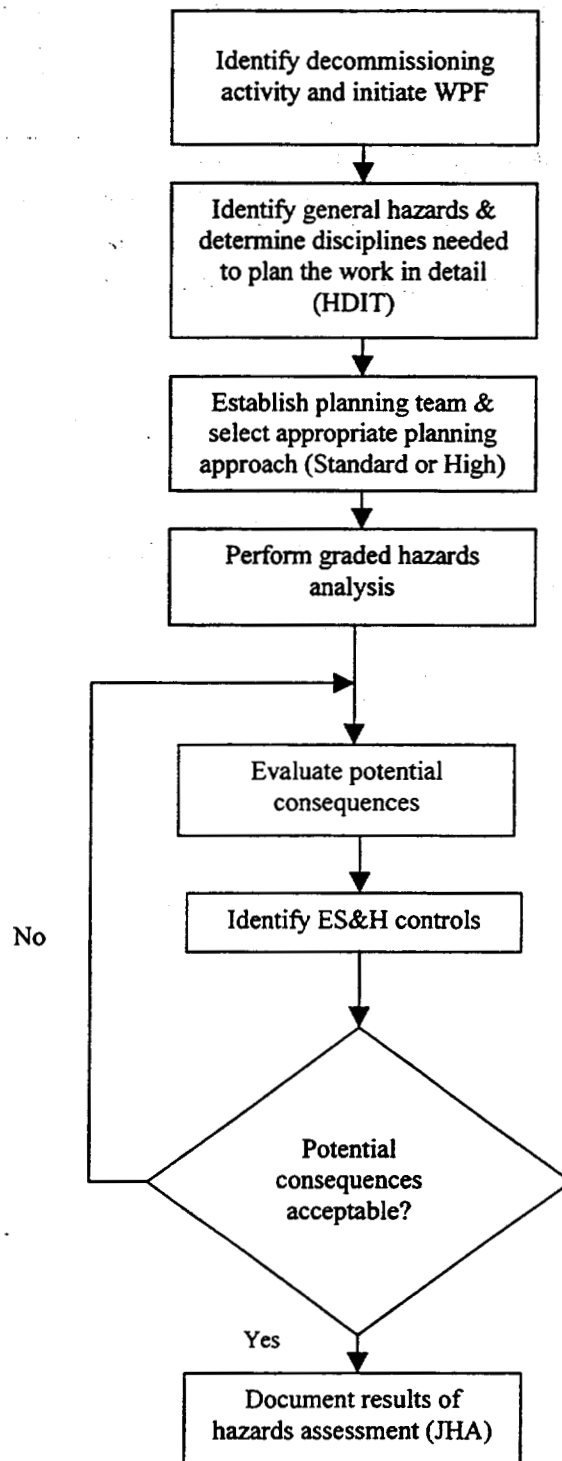 Identify decommissioning
activity and initiate WPF
Identify general hazards &
determine disciplines needed
to plan the work in detail
(HDIT)
Establish planning team &
select appropriate planning
approach (Standard or High)
Perform graded hazards
analysis
Evaluate potential
consequences
Identify ES&H controls
No
Potential
consequences
acceptable?
Yes
Document results of
hazards assessment (JHA)